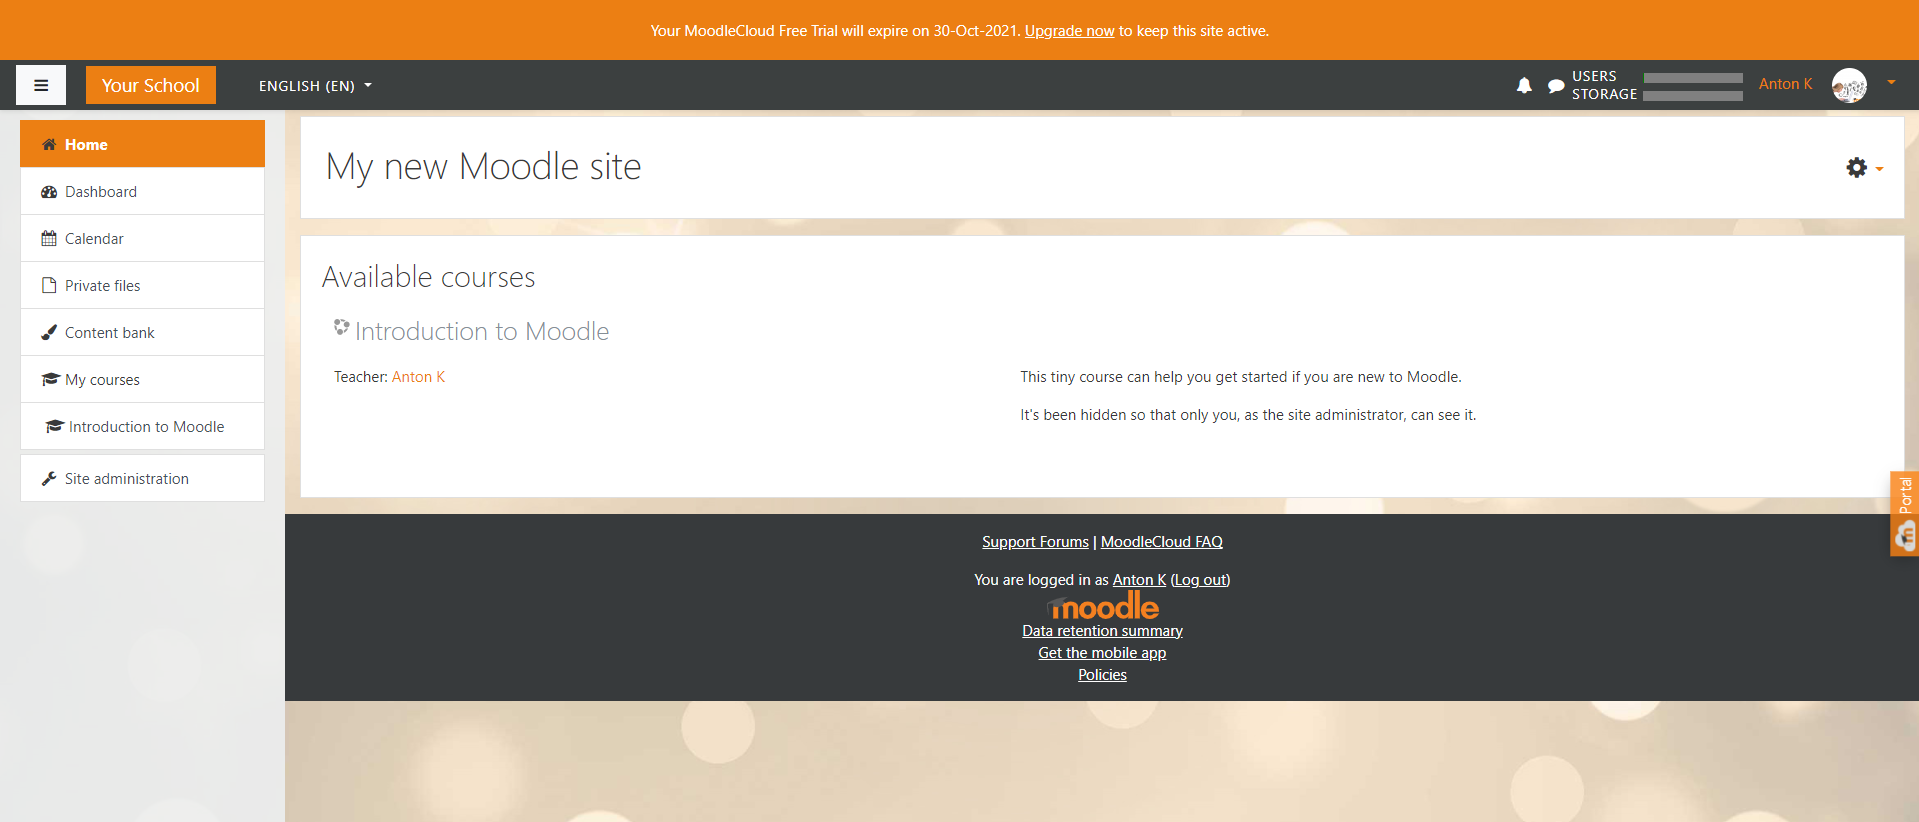 Your MoodleCloud Free Trial will expire on 30-Oct-2021. Upgrade now to keep this site active.
Your School
ENGLISH (EN)
USERS
STORAGE
Anton K
Home
Dashboard
Calendar
Private files
Content bank
My courses
Introduction to Moodle
Site administration
My new Moodle site
Available courses
Introduction to Moodle
Teacher: Anton K
This tiny course can help you get started if you are new to Moodle.
It's been hidden so that only you, as the site administrator, can see it.
Portal
Support Forums | MoodleCloud FAQ
You are logged in as Anton K (Log out)
moodle
Data retention summary
Get the mobile app
Policies